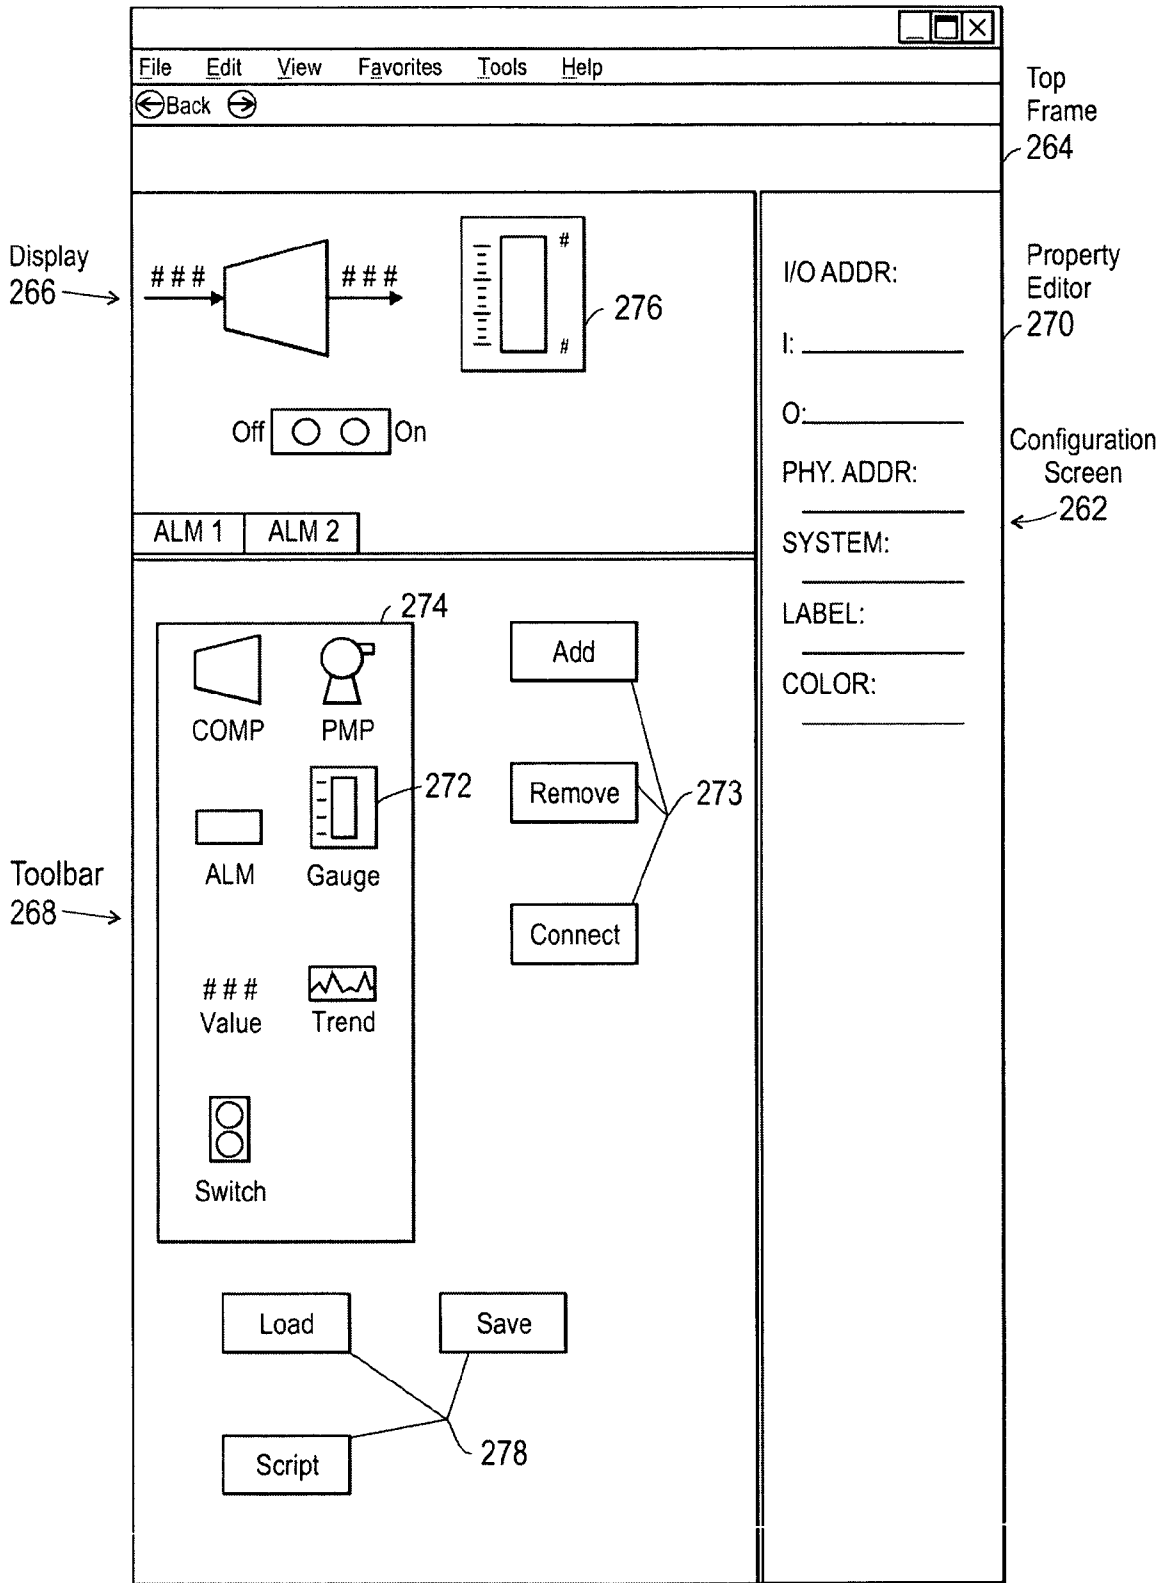 File Edit View Favorites Tools Help
Back
Top
Frame
264
Display
266
# # #
# # #
#
#
276
Off
On
ALM 1
ALM 2
I/O ADDR:
I:
O:
PHY. ADDR:
SYSTEM:
LABEL:
COLOR:
Property
Editor
270
Configuration
Screen
262
Toolbar
268
274
COMP
PMP
272
ALM
Gauge
# # #
Value
Trend
Switch
Add
Remove
273
Connect
Load
Save
Script
278